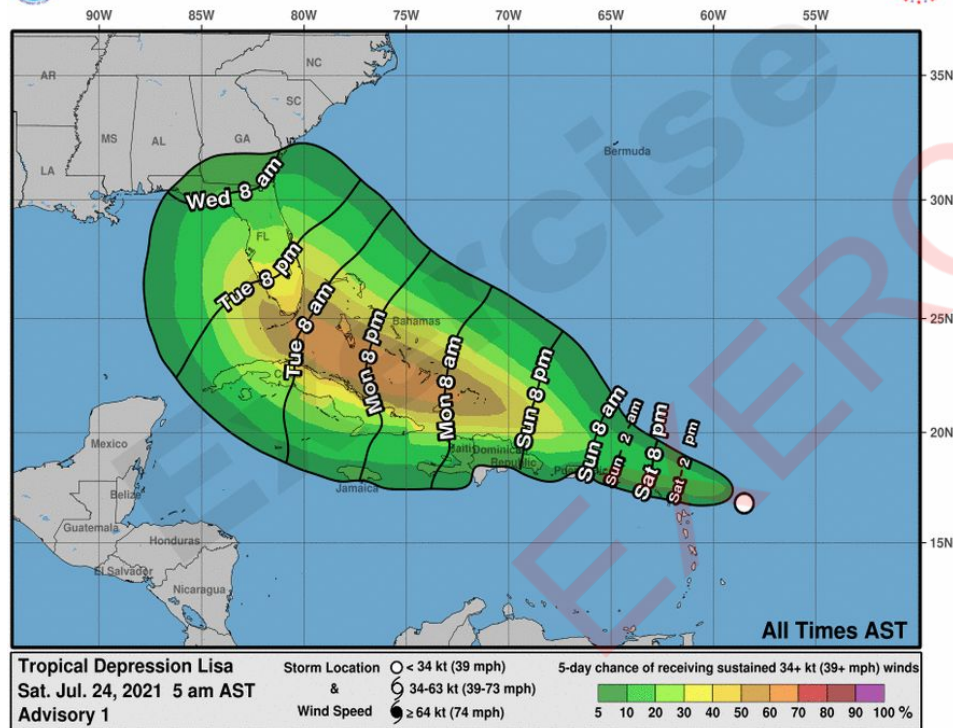 90W 85W 80W 75W 70W 65W 60W 55W
35N
30N
25N
20N
15N
AR
NC
SC
MS
AL
GA
LA
Bermuda
Wed 8 am
FL
Tue 8 pm
Tue 8 am
Mon 8 pm
Mon 8 am
Sun 8 pm
Sun 8 am
Sun 2 am
Sat 8 pm
Sat 2 pm
Bahamas
Haiti
Dominican
Republic
Jamaica
Mexico
Belize
Guatemala
Honduras
El Salvador
Nicaragua
Exercise
EXERC
All Times AST
Tropical Depression Lisa
Sat. Jul. 24, 2021 5 am AST
Advisory 1
Storm Location
&
Wind Speed
< 34 kt (39 mph)
34-63 kt (39-73 mph)
≥ 64 kt (74 mph)
5-day chance of receiving sustained 34+ kt (39+ mph) winds
5 10 20 30 40 50 60 70 80 90 100 %